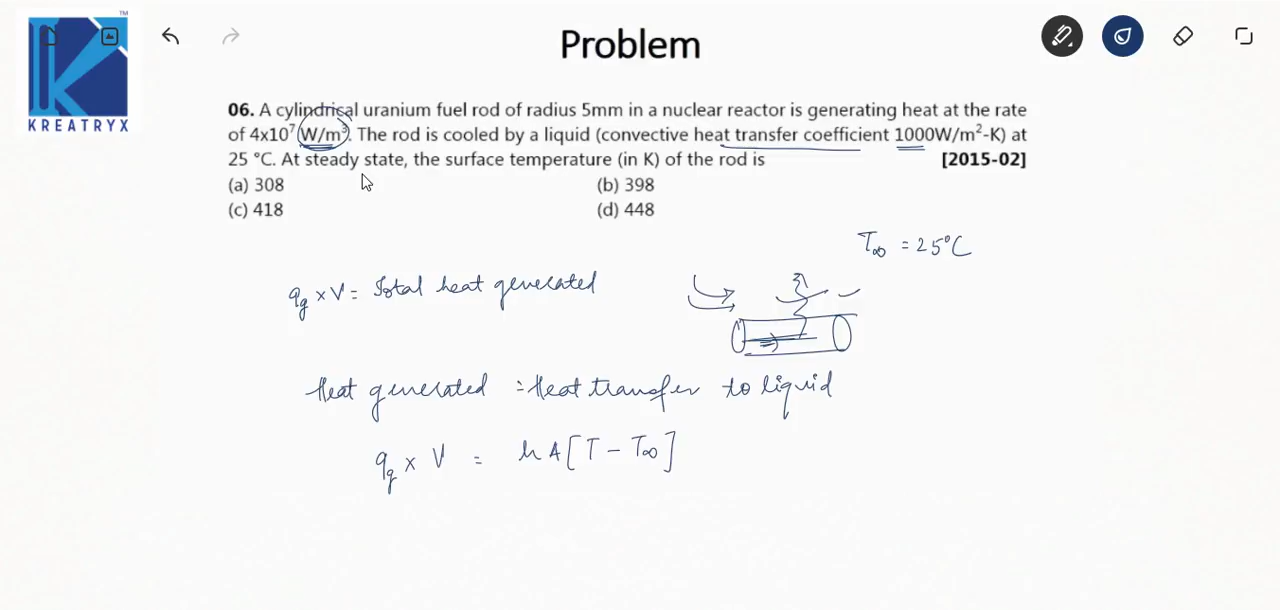 Problem
TM
KREATRYX
06. A cylindrical uranium fuel rod of radius 5mm in a nuclear reactor is generating heat at the rate
of 4x10⁷ W/m³. The rod is cooled by a liquid (convective heat transfer coefficient 1000W/m²-K) at
25 °C. At steady state, the surface temperature (in K) of the rod is [2015-02]
(a) 308 (b) 398
(c) 418 (d) 448
T∞ = 25°C
qg × V = Total heat generated
Heat generated = Heat transfer to liquid
qg × V = hA[T - T∞]